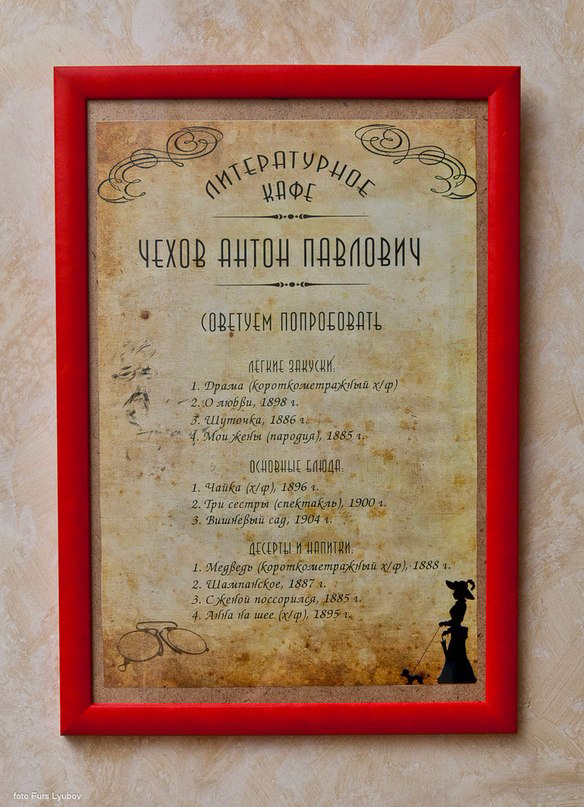 ЛИТЕРАТУРНОЕ
КАФЕ
ЧЕХОВ АНТОН ПАВЛОВИЧ
СОВЕТУЕМ ПОПРОБОВАТЬ
ЛЕГКИЕ ЗАКУСКИ:
1. Драма (короткометражный х/ф)
2. О любви, 1898 г.
3. Шуточка, 1886 г.
4. Мои жены (пародия), 1885 г.
ОСНОВНЫЕ БЛЮДА:
1. Чайка (х/ф), 1896 г.
2. Три сестры (спектакль), 1900 г.
3. Вишневый сад, 1904 г.
ДЕСЕРТЫ И НАПИТКИ:
1. Медведь (короткометражный х/ф), 1888 г.
2. Шампанское, 1887 г.
3. С женой поссорился, 1885 г.
4. Анна на шее (х/ф), 1895 г.
foto Furs Lyubov